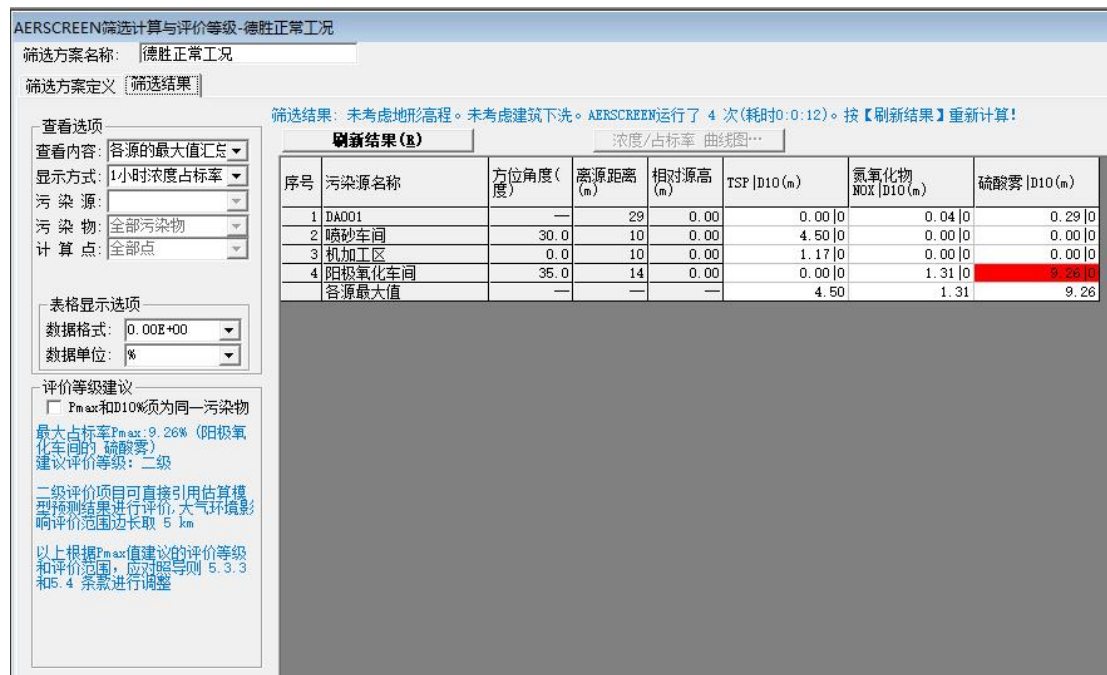 AERSCREEN筛选计算与评价等级-德胜正常工况
筛选方案名称: 德胜正常工况
筛选方案定义 筛选结果
筛选结果: 未考虑地形高程。未考虑建筑下洗。AERSCREEN运行了 4 次(耗时0:0:12)。按【刷新结果】重新计算!
刷新结果(R) 浓度/占标率 曲线图…
查看选项
查看内容: 各源的最大值汇总
显示方式: 1小时浓度占标率
污 染 源:
污 染 物: 全部污染物
计 算 点: 全部点
表格显示选项
数据格式: 0.00E+00
数据单位: %
评价等级建议
Pmax和D10%须为同一污染物
最大占标率Pmax:9.26% (阳极氧
化车间的 硫酸雾)
建议评价等级: 二级
二级评价项目可直接引用估算模
型预测结果进行评价,大气环境影
响评价范围边长取 5 km
以上根据Pmax值建议的评价等级
和评价范围, 应对照导则 5.3.3
和5.4 条款进行调整
序号 污染源名称 方位角度(度) 离源距离(m) 相对源高(m) TSP|D10(m) 氮氧化物NOX|D10(m) 硫酸雾|D10(m)
1 DA001 — 29 0.00 0.00|0 0.04|0 0.29|0
2 喷砂车间 30.0 10 0.00 4.50|0 0.00|0 0.00|0
3 机加工区 0.0 10 0.00 1.17|0 0.00|0 0.00|0
4 阳极氧化车间 35.0 14 0.00 0.00|0 1.31|0 9.26|0
各源最大值 — — — 4.50 1.31 9.26